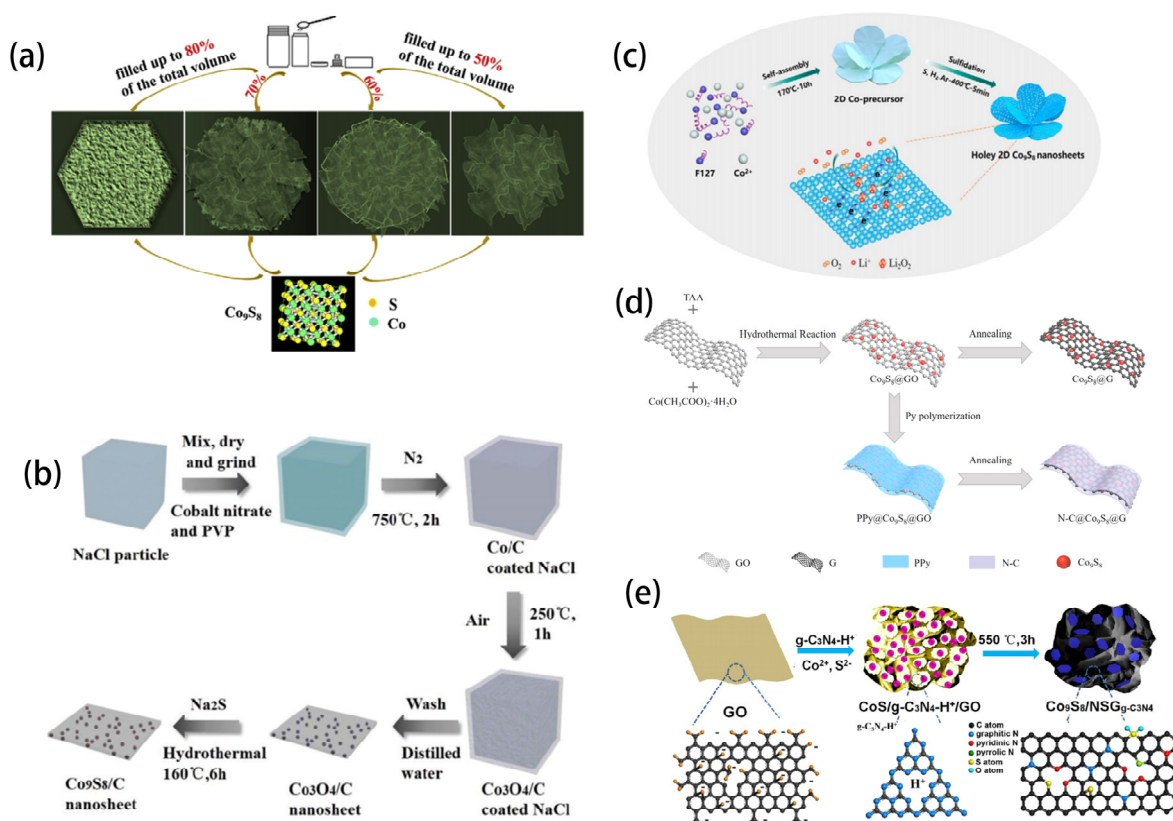 (a)
filled up to 80%
of the total volume
70%
60%
filled up to 50%
of the total volume
Co₉S₈
S
Co
(b)
NaCl particle
Mix, dry
and grind
Cobalt nitrate
and PVP
N₂
750℃, 2h
Co/C
coated NaCl
Air
250℃,
1h
Co3O4/C
coated NaCl
Wash
Distilled
water
Co3O4/C
nanosheet
Na2S
Hydrothermal
160℃,6h
Co9S8/C
nanosheet
(c)
F127
Co²⁺
Self-assembly
170℃-10h
2D Co-precursor
Sulfidation
S, H₂ Ar-400℃-5min
Holey 2D Co₉S₈ nanosheets
O₂
Li⁺
Li₂O₂
(d)
TAA
+
+
Co(CH₃COO)₂·4H₂O
Hydrothermal Reaction
Co₉S₈@GO
Annealing
Co₉S₈@G
Py polymerization
PPy@Co₉S₈@GO
Annealing
N-C@Co₉S₈@G
GO
G
PPy
N-C
Co₉S₈
(e)
GO
g-C₃N₄-H⁺
Co²⁺, S²⁻
CoS/g-C₃N₄-H⁺/GO
g-C₃N₄-H⁺
H⁺
550 ℃,3h
Co₉S₈/NSGg-C3N4
C atom
graphitic N
pyridinic N
pyrrolic N
S atom
O atom